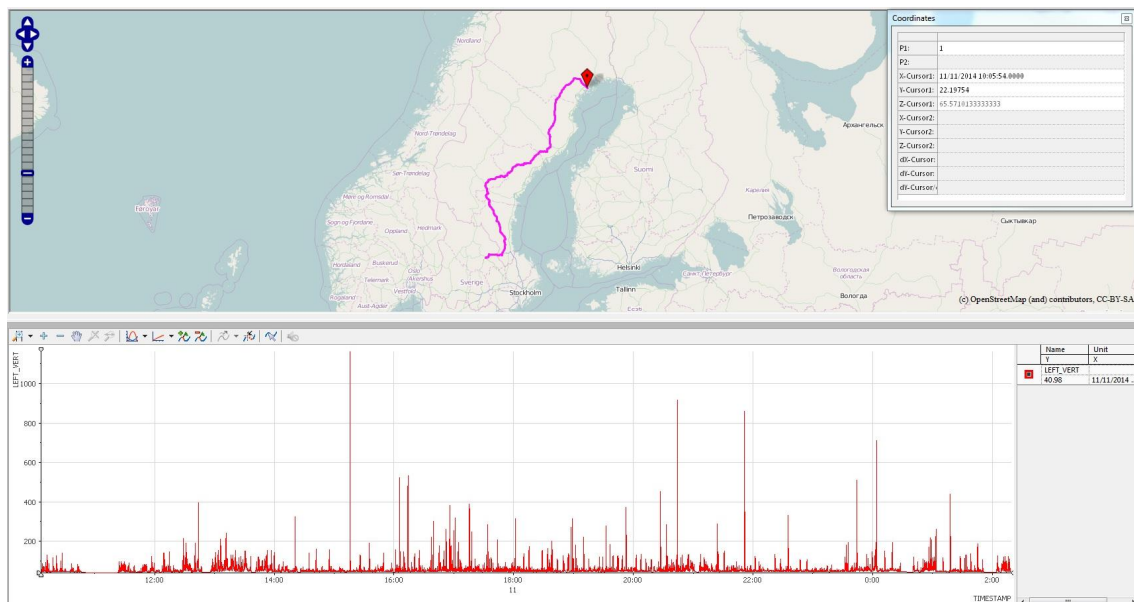 Coordinates
P1: 1
P2:
X-Cursor1: 11/11/2014 10:05:54.0000
Y-Cursor1: 22.19754
Z-Cursor1: 65.5710133333333
X-Cursor2:
Y-Cursor2:
Z-Cursor2:
dX-Cursor:
dY-Cursor:
dY-Cursor/
Nordland
Nord-Trøndelag
Sør-Trøndelag
Møre og Romsdal
Sogn og Fjordane
Oppland
Hedmark
Hordaland
Buskerud
Oslo
Akershus
Telemark
Vestfold
Rogaland
Aust-Agder
Føroyar
Sverige
Stockholm
Suomi
Helsinki
Tallinn
Eesti
Санкт-Петербург
Карелия
Петрозаводск
Архангельск
Вологодская область
Вологда
Сыктывкар
(c) OpenStreetMap (and) contributors, CC-BY-SA
LEFT_VERT
1000
800
600
400
200
12:00
14:00
16:00
18:00
20:00
22:00
0:00
2:00
11
TIMESTAMP
Name Unit
Y X
LEFT_VERT
40.98 11/11/2014 ..